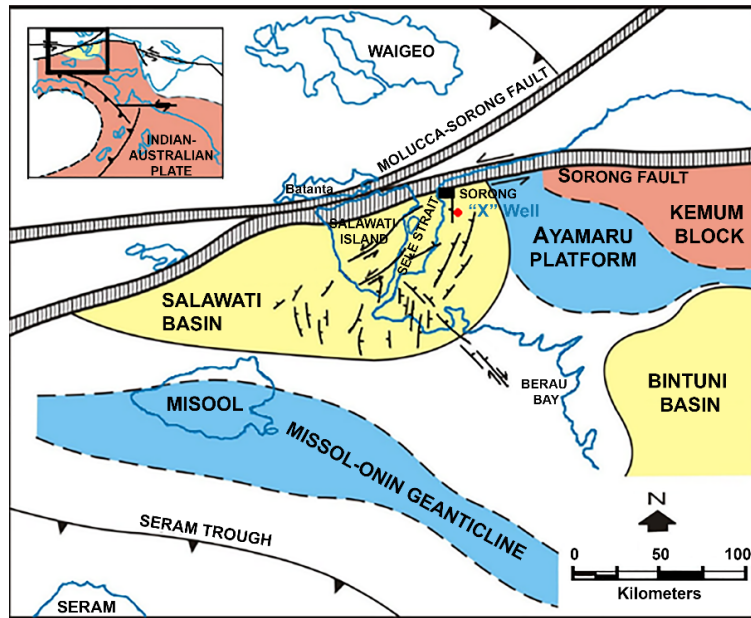 WAIGEO
MOLUCCA-SORONG FAULT
INDIAN-
AUSTRALIAN
PLATE
Batanta
SORONG
"X" Well
SORONG FAULT
SALAWATI
ISLAND
SELE STRAIT
KEMUM
BLOCK
AYAMARU
PLATFORM
SALAWATI
BASIN
BERAU
BAY
BINTUNI
BASIN
MISOOL
MISSOL-ONIN GEANTICLINE
SERAM TROUGH
SERAM
N
0 50 100
Kilometers